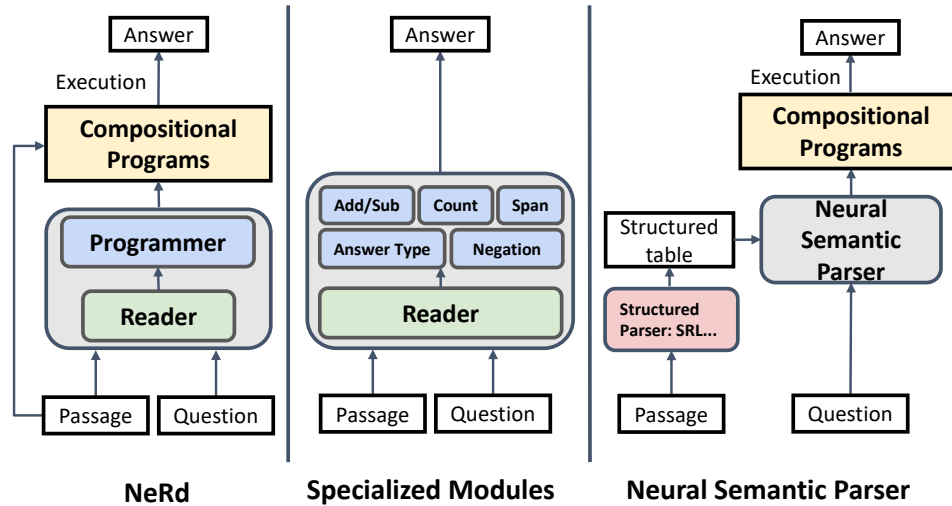 Answer
Execution
Compositional
Programs
Programmer
Reader
Passage
Question
NeRd
Answer
Add/Sub
Count
Span
Answer Type
Negation
Reader
Passage
Question
Specialized Modules
Answer
Execution
Compositional
Programs
Neural
Semantic
Parser
Structured
table
Structured
Parser: SRL...
Passage
Question
Neural Semantic Parser